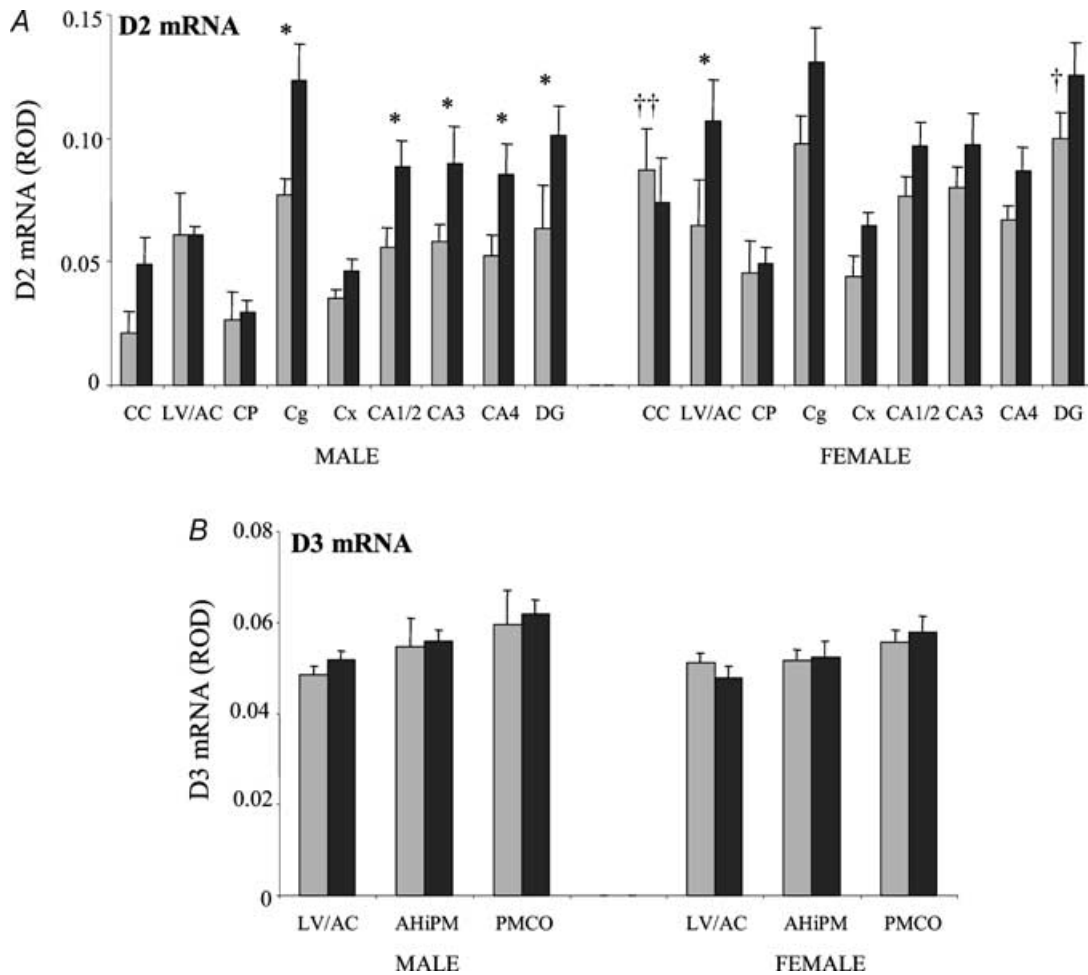 A
D2 mRNA
D2 mRNA (ROD)
0.15
0.10
0.05
0
*
*
*
*
*
††
*
†
CC LV/AC CP Cg Cx CA1/2 CA3 CA4 DG CC LV/AC CP Cg Cx CA1/2 CA3 CA4 DG
MALE FEMALE
B
D3 mRNA
D3 mRNA (ROD)
0.08
0.06
0.04
0.02
0
LV/AC AHiPM PMCO LV/AC AHiPM PMCO
MALE FEMALE